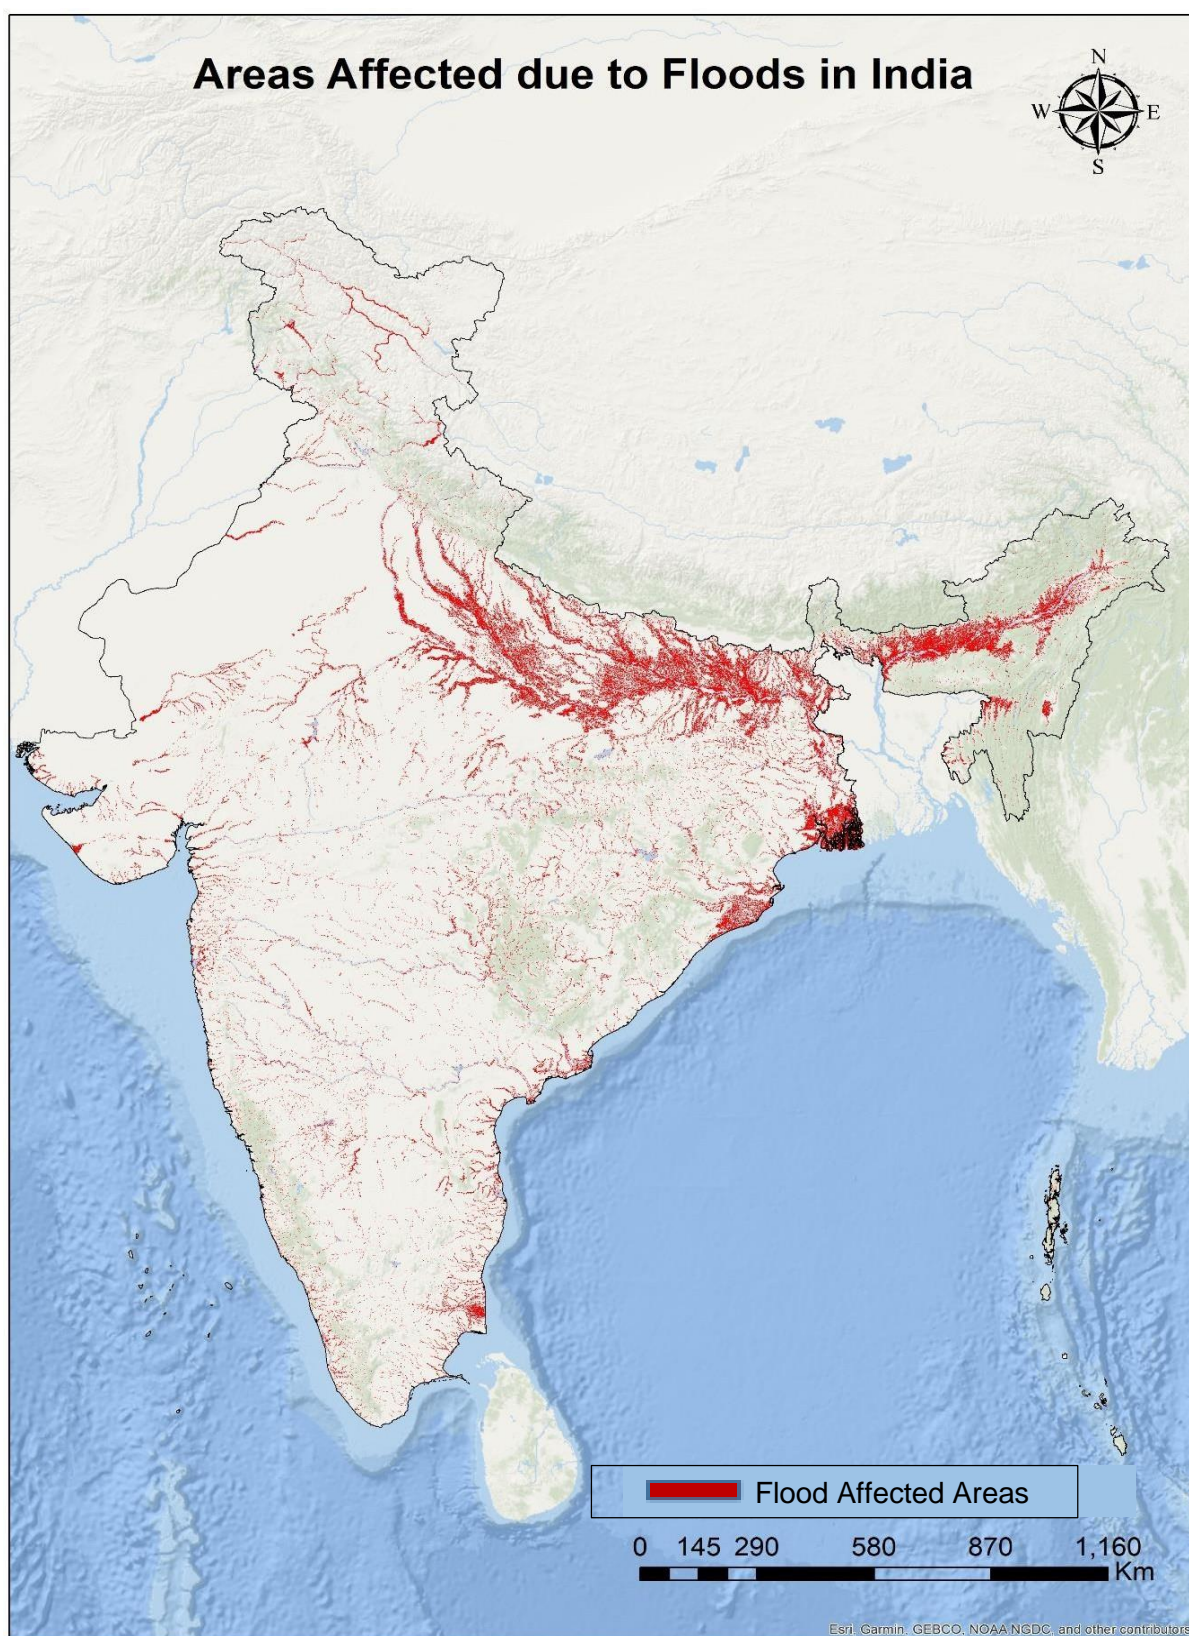 Areas Affected due to Floods in India
N
W E
S
Flood Affected Areas
0 145 290 580 870 1,160
Km
Esri, Garmin, GEBCO, NOAA NGDC, and other contributors